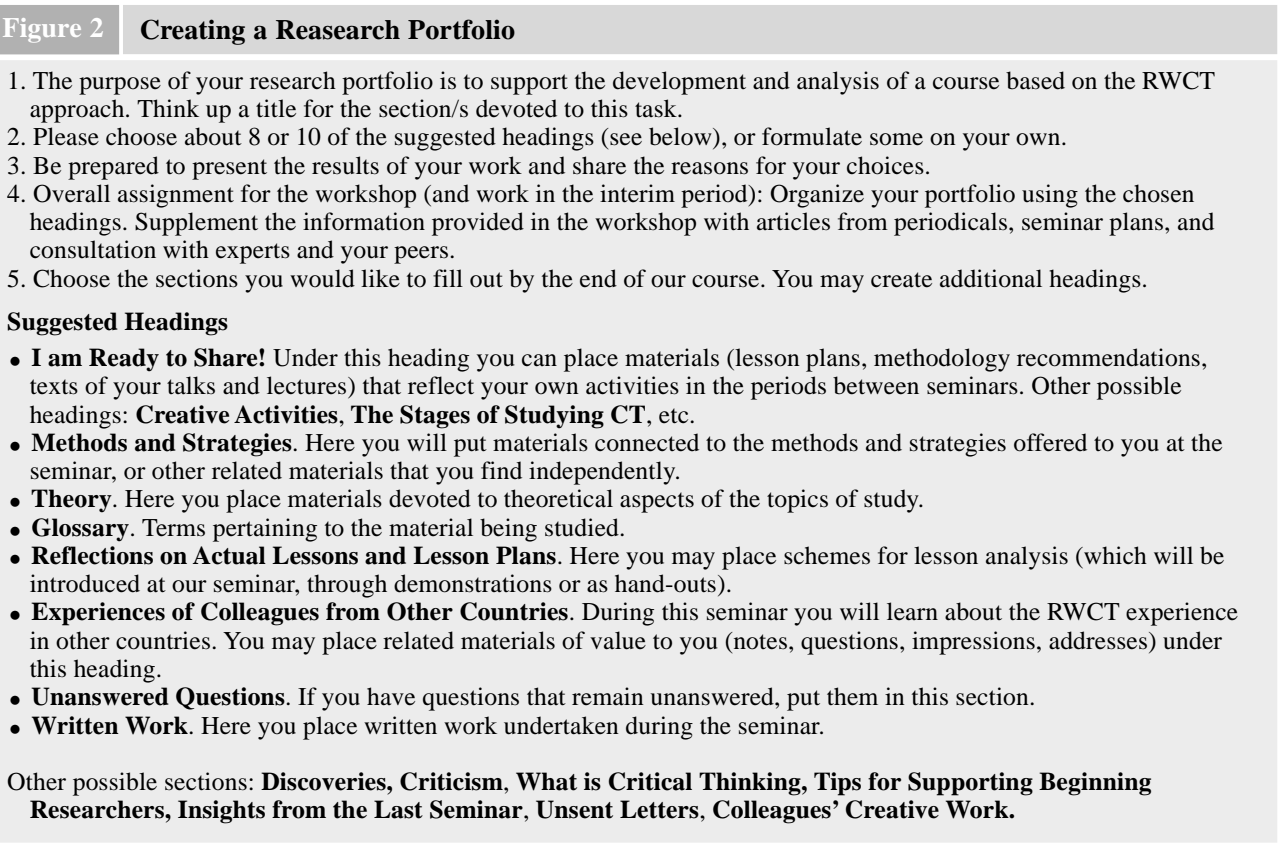 Figure 2 Creating a Reasearch Portfolio
1. The purpose of your research portfolio is to support the development and analysis of a course based on the RWCT
approach. Think up a title for the section/s devoted to this task.
2. Please choose about 8 or 10 of the suggested headings (see below), or formulate some on your own.
3. Be prepared to present the results of your work and share the reasons for your choices.
4. Overall assignment for the workshop (and work in the interim period): Organize your portfolio using the chosen
headings. Supplement the information provided in the workshop with articles from periodicals, seminar plans, and
consultation with experts and your peers.
5. Choose the sections you would like to fill out by the end of our course. You may create additional headings.
Suggested Headings
• I am Ready to Share! Under this heading you can place materials (lesson plans, methodology recommendations,
texts of your talks and lectures) that reflect your own activities in the periods between seminars. Other possible
headings: Creative Activities, The Stages of Studying CT, etc.
• Methods and Strategies. Here you will put materials connected to the methods and strategies offered to you at the
seminar, or other related materials that you find independently.
• Theory. Here you place materials devoted to theoretical aspects of the topics of study.
• Glossary. Terms pertaining to the material being studied.
• Reflections on Actual Lessons and Lesson Plans. Here you may place schemes for lesson analysis (which will be
introduced at our seminar, through demonstrations or as hand-outs).
• Experiences of Colleagues from Other Countries. During this seminar you will learn about the RWCT experience
in other countries. You may place related materials of value to you (notes, questions, impressions, addresses) under
this heading.
• Unanswered Questions. If you have questions that remain unanswered, put them in this section.
• Written Work. Here you place written work undertaken during the seminar.
Other possible sections: Discoveries, Criticism, What is Critical Thinking, Tips for Supporting Beginning
Researchers, Insights from the Last Seminar, Unsent Letters, Colleagues' Creative Work.